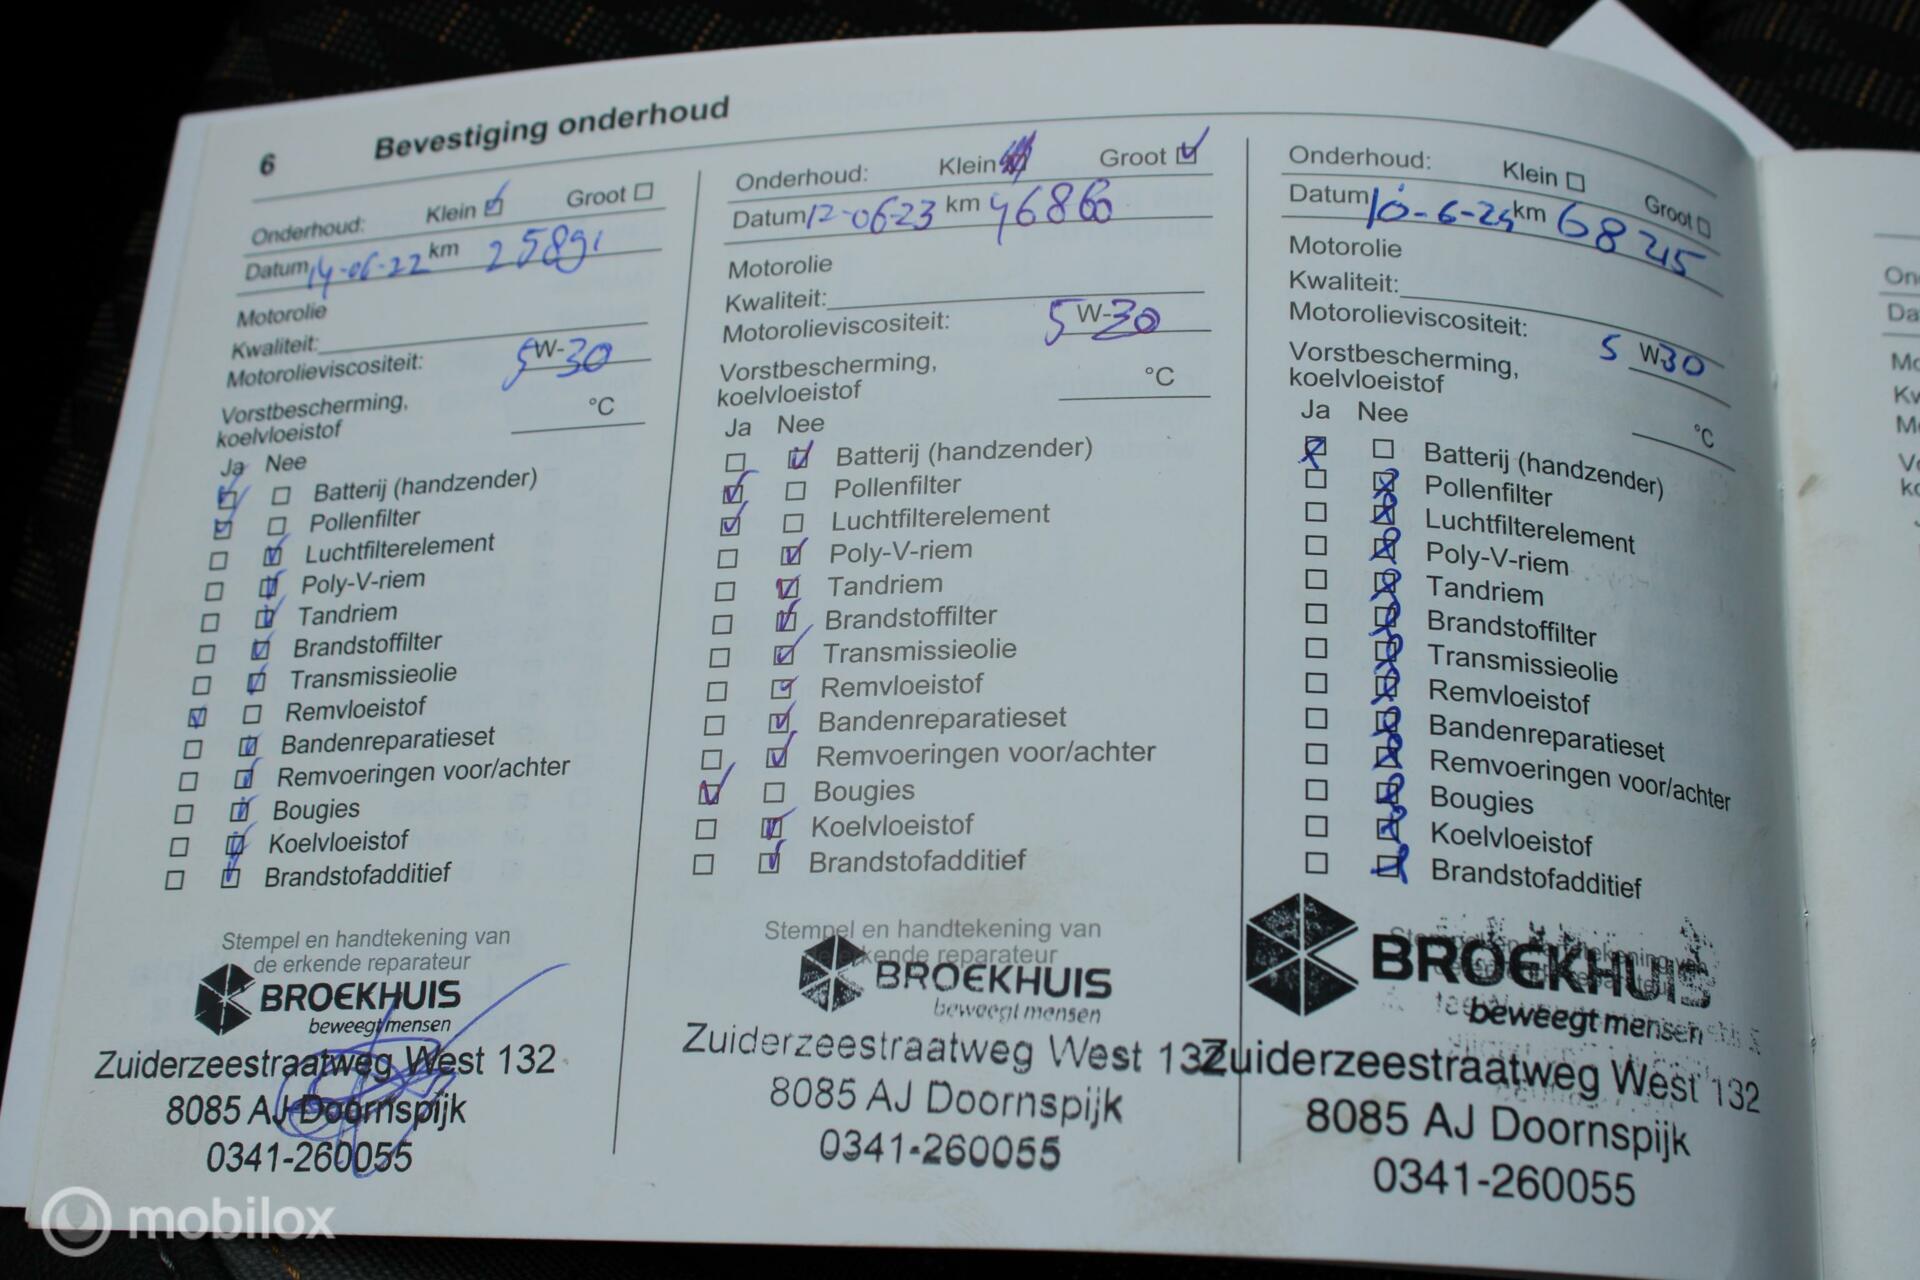 6 Bevestiging onderhoud
Onderhoud: Klein Groot
Datum 14-06-22 km 25891
Motorolie
Kwaliteit:
Motorolieviscositeit: 5W-30
Vorstbescherming,
koelvloeistof °C
Ja Nee
Batterij (handzender)
Pollenfilter
Luchtfilterelement
Poly-V-riem
Tandriem
Brandstoffilter
Transmissieolie
Remvloeistof
Bandenreparatieset
Remvoeringen voor/achter
Bougies
Koelvloeistof
Brandstofadditief
Stempel en handtekening van
de erkende reparateur
BROEKHUIS
beweegt mensen
Zuiderzeestraatweg West 132
8085 AJ Doornspijk
0341-260055
Onderhoud: Klein Groot
Datum 12-06-23 km 46860
Motorolie
Kwaliteit:
Motorolieviscositeit: 5W-30
Vorstbescherming,
koelvloeistof °C
Ja Nee
Batterij (handzender)
Pollenfilter
Luchtfilterelement
Poly-V-riem
Tandriem
Brandstoffilter
Transmissieolie
Remvloeistof
Bandenreparatieset
Remvoeringen voor/achter
Bougies
Koelvloeistof
Brandstofadditief
Stempel en handtekening van
de erkende reparateur
BROEKHUIS
beweegt mensen
Zuiderzeestraatweg West 132
8085 AJ Doornspijk
0341-260055
Onderhoud: Klein Groot
Datum 10-6-24 km 68245
Motorolie
Kwaliteit:
Motorolieviscositeit: 5W-30
Vorstbescherming,
koelvloeistof °C
Ja Nee
Batterij (handzender)
Pollenfilter
Luchtfilterelement
Poly-V-riem
Tandriem
Brandstoffilter
Transmissieolie
Remvloeistof
Bandenreparatieset
Remvoeringen voor/achter
Bougies
Koelvloeistof
Brandstofadditief
BROEKHUIS
beweegt mensen
Zuiderzeestraatweg West 132
8085 AJ Doornspijk
0341-260055
mobilox